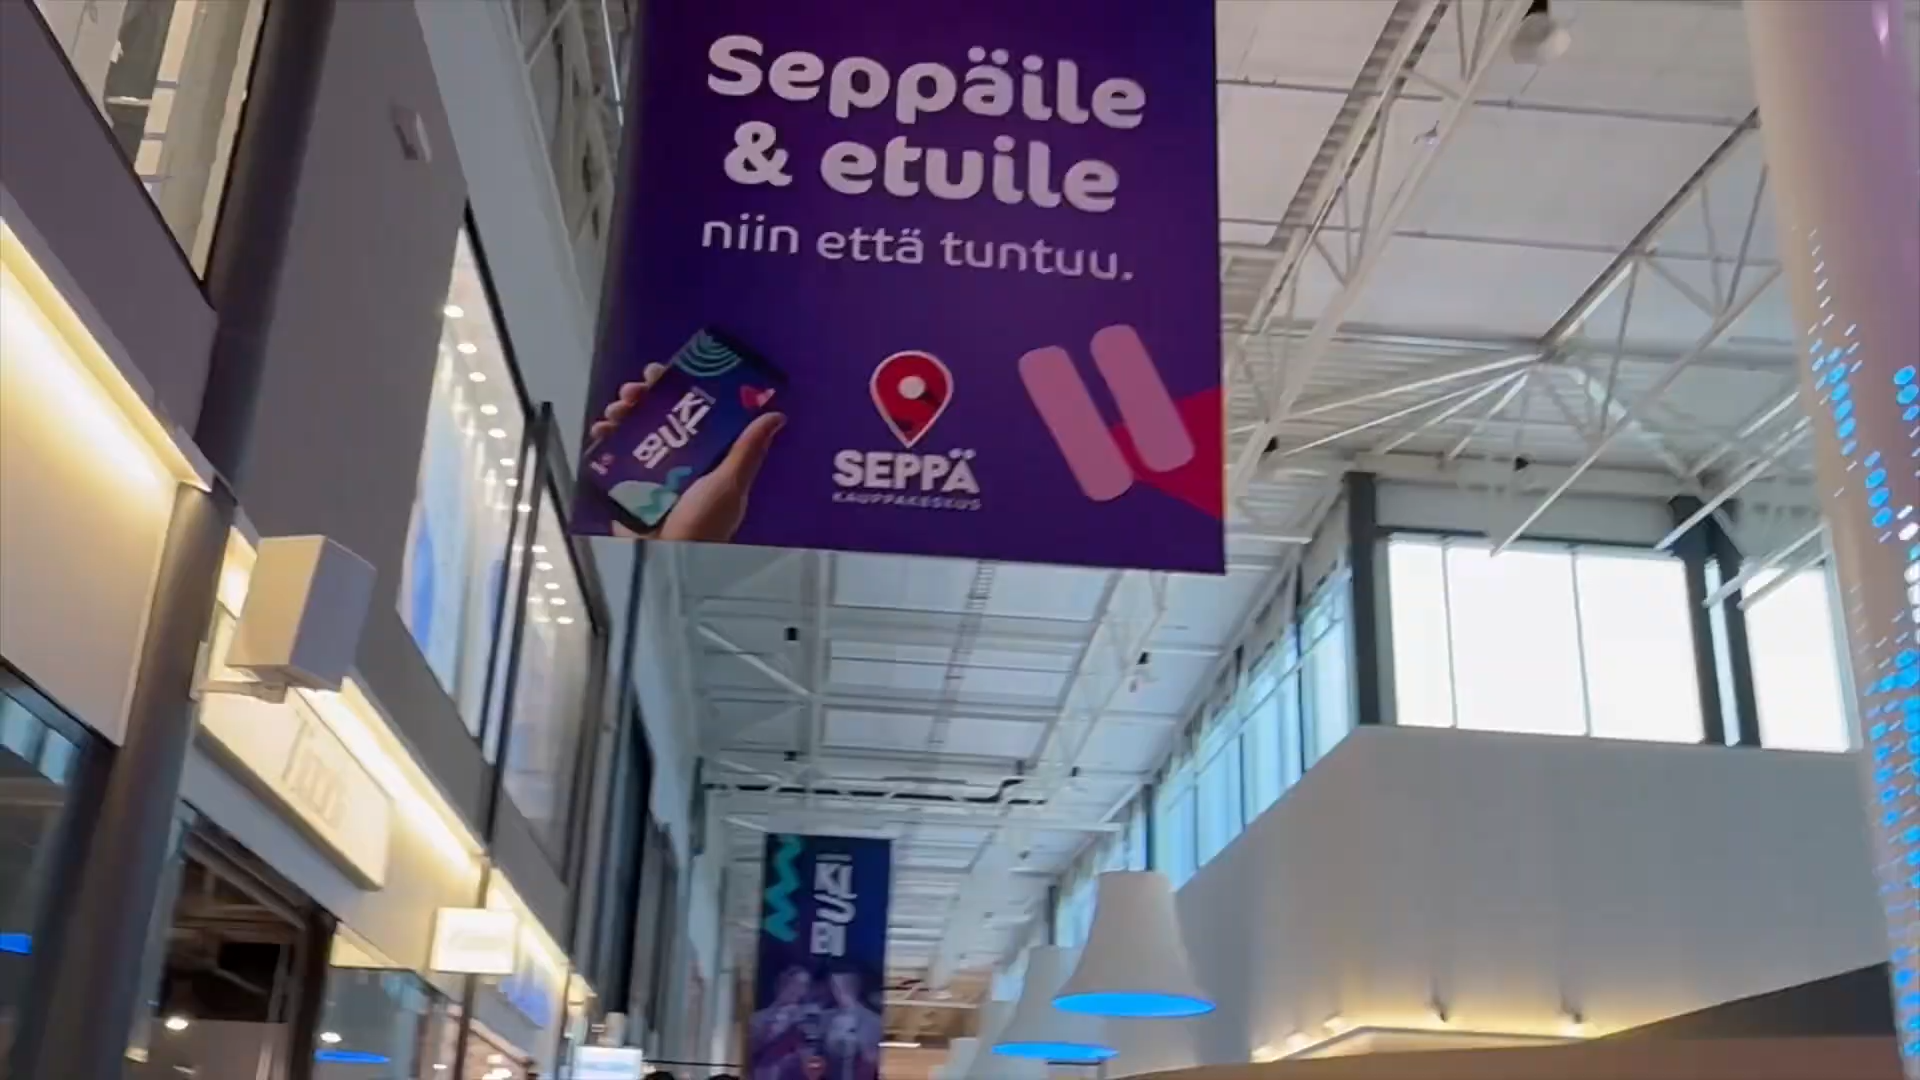 Seppäile
& etuile
niin että tuntuu.
KLUBI
SEPPÄ
KAUPPAKESKUS
KLUBI